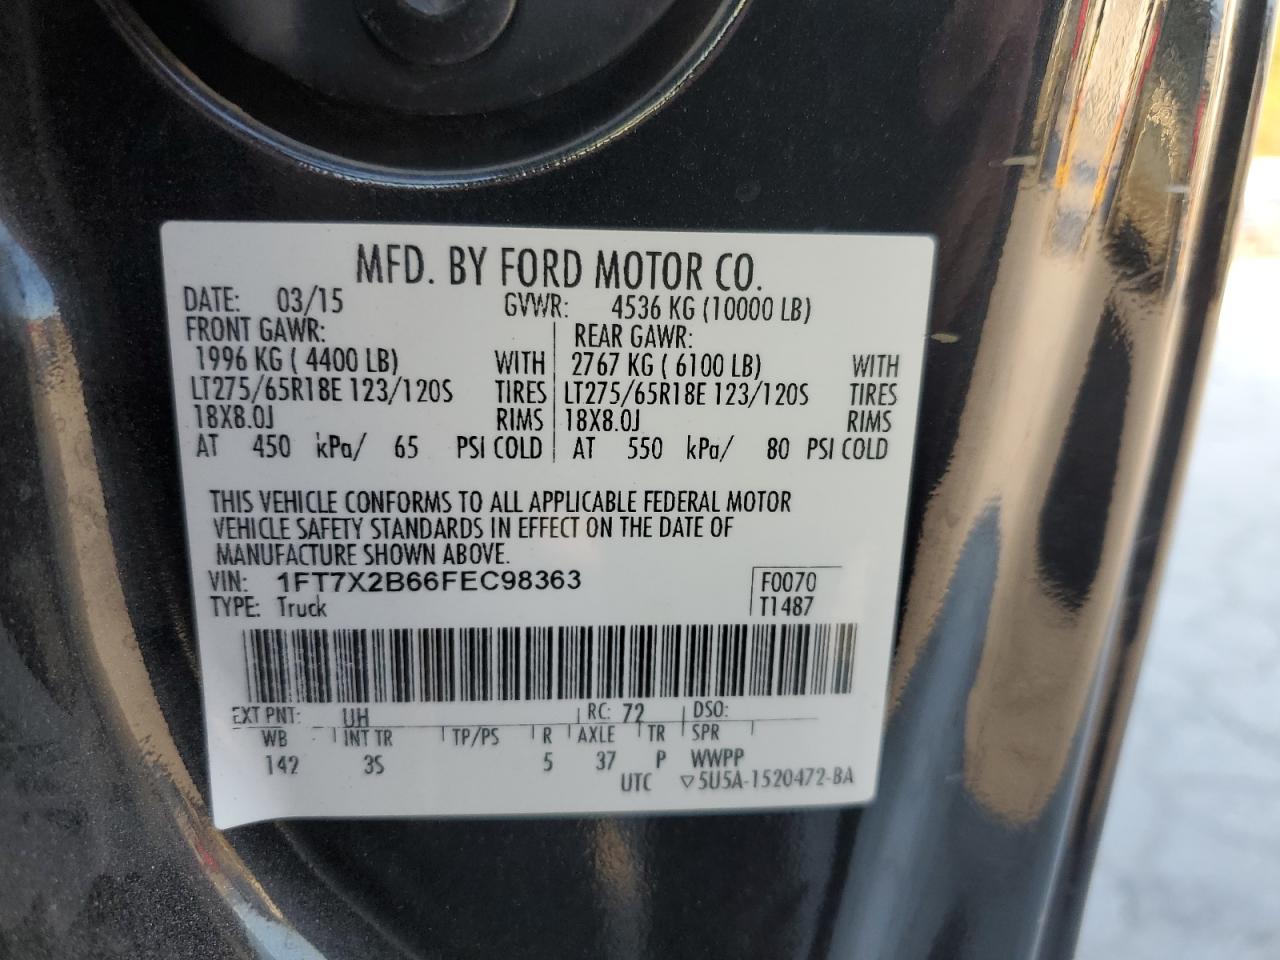 MFD. BY FORD MOTOR CO.
DATE: 03/15 GVWR: 4536 KG (10000 LB)
FRONT GAWR: REAR GAWR:
1996 KG ( 4400 LB) WITH 2767 KG ( 6100 LB) WITH
LT275/65R18E 123/120S TIRES LT275/65R18E 123/120S TIRES
18X8.0J RIMS 18X8.0J RIMS
AT 450 kPa/ 65 PSI COLD AT 550 kPa/ 80 PSI COLD
THIS VEHICLE CONFORMS TO ALL APPLICABLE FEDERAL MOTOR
VEHICLE SAFETY STANDARDS IN EFFECT ON THE DATE OF
MANUFACTURE SHOWN ABOVE.
VIN: 1FT7X2B66FEC98363 F0070
TYPE: Truck T1487
EXT PNT: UH RC: 72 DSO:
WB INT TR TP/PS R AXLE TR SPR
142 3S 5 37 P WWPP
UTC ▽5U5A-1520472-BA